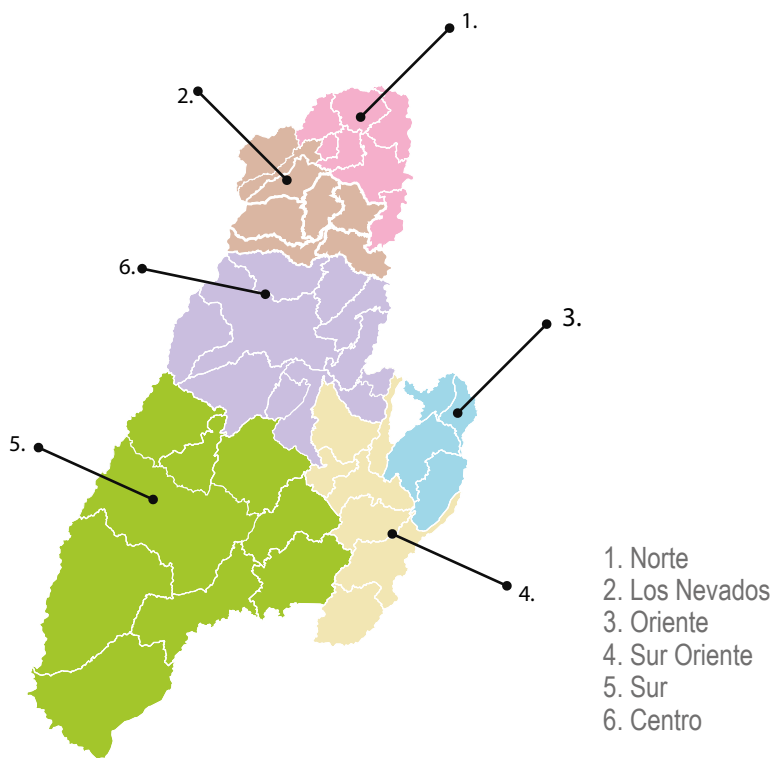 1.
2.
6.
3.
5.
4.
1. Norte
2. Los Nevados
3. Oriente
4. Sur Oriente
5. Sur
6. Centro